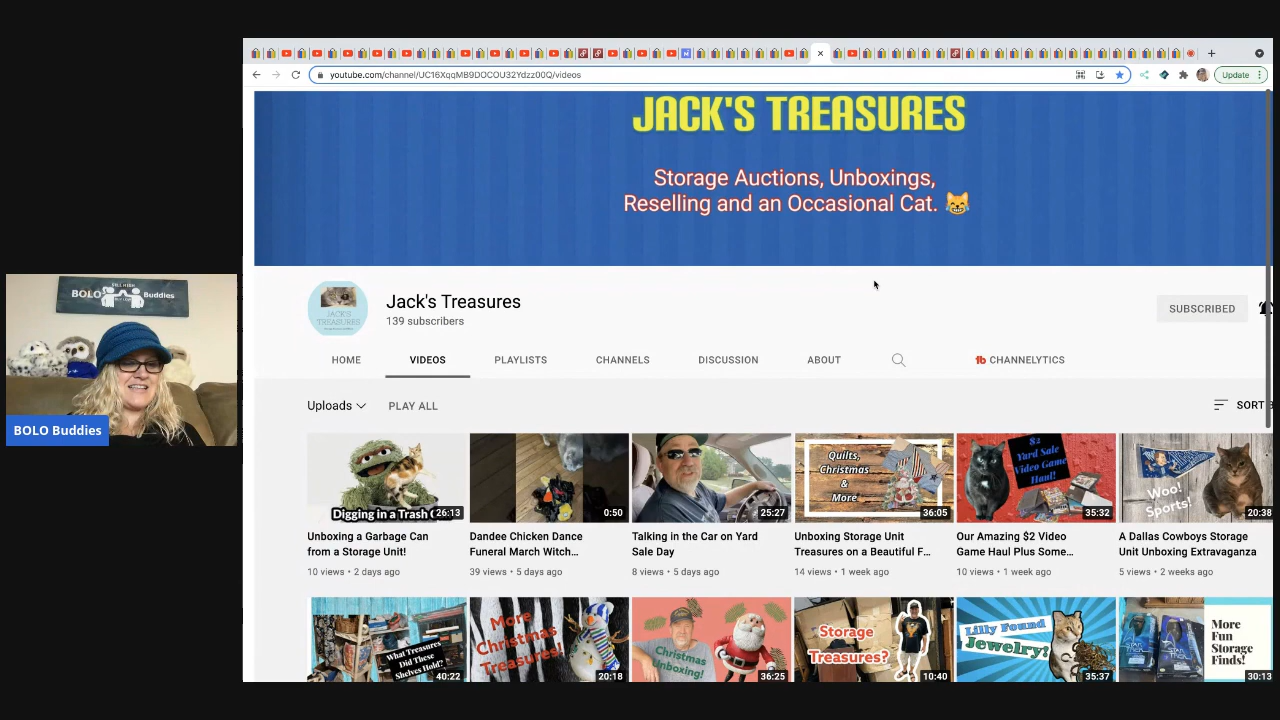 youtube.com/channel/UC16XqqMB9DOCOU32Ydzz00Q/videos
Update
JACK'S TREASURES
Storage Auctions, Unboxings,
Reselling and an Occasional Cat. 😹
JACK'S
TREASURES
Jack's Treasures
139 subscribers
SUBSCRIBED
HOME
VIDEOS
PLAYLISTS
CHANNELS
DISCUSSION
ABOUT
CHANNELYTICS
Uploads
PLAY ALL
SORT
BOLO Buddies
BOLO Buddies
Digging in a Trash
26:13
0:50
25:27
Quilts,
Christmas
&
More
36:05
$2
Yard Sale
Video Game
Haul!
35:32
Woo!
Sports!
20:38
Unboxing a Garbage Can
from a Storage Unit!
10 views • 2 days ago
Dandee Chicken Dance
Funeral March Witch...
39 views • 5 days ago
Talking in the Car on Yard
Sale Day
8 views • 5 days ago
Unboxing Storage Unit
Treasures on a Beautiful F...
14 views • 1 week ago
Our Amazing $2 Video
Game Haul Plus Some...
10 views • 1 week ago
A Dallas Cowboys Storage
Unit Unboxing Extravaganza
5 views • 2 weeks ago
What Treasures
Did These
Shelves Hold?
40:22
More
Christmas
Treasures!
20:18
Christmas
Unboxing!
36:25
Storage
Treasures?
10:40
Lilly Found
Jewelry!
35:37
More
Fun
Storage
Finds!
30:13